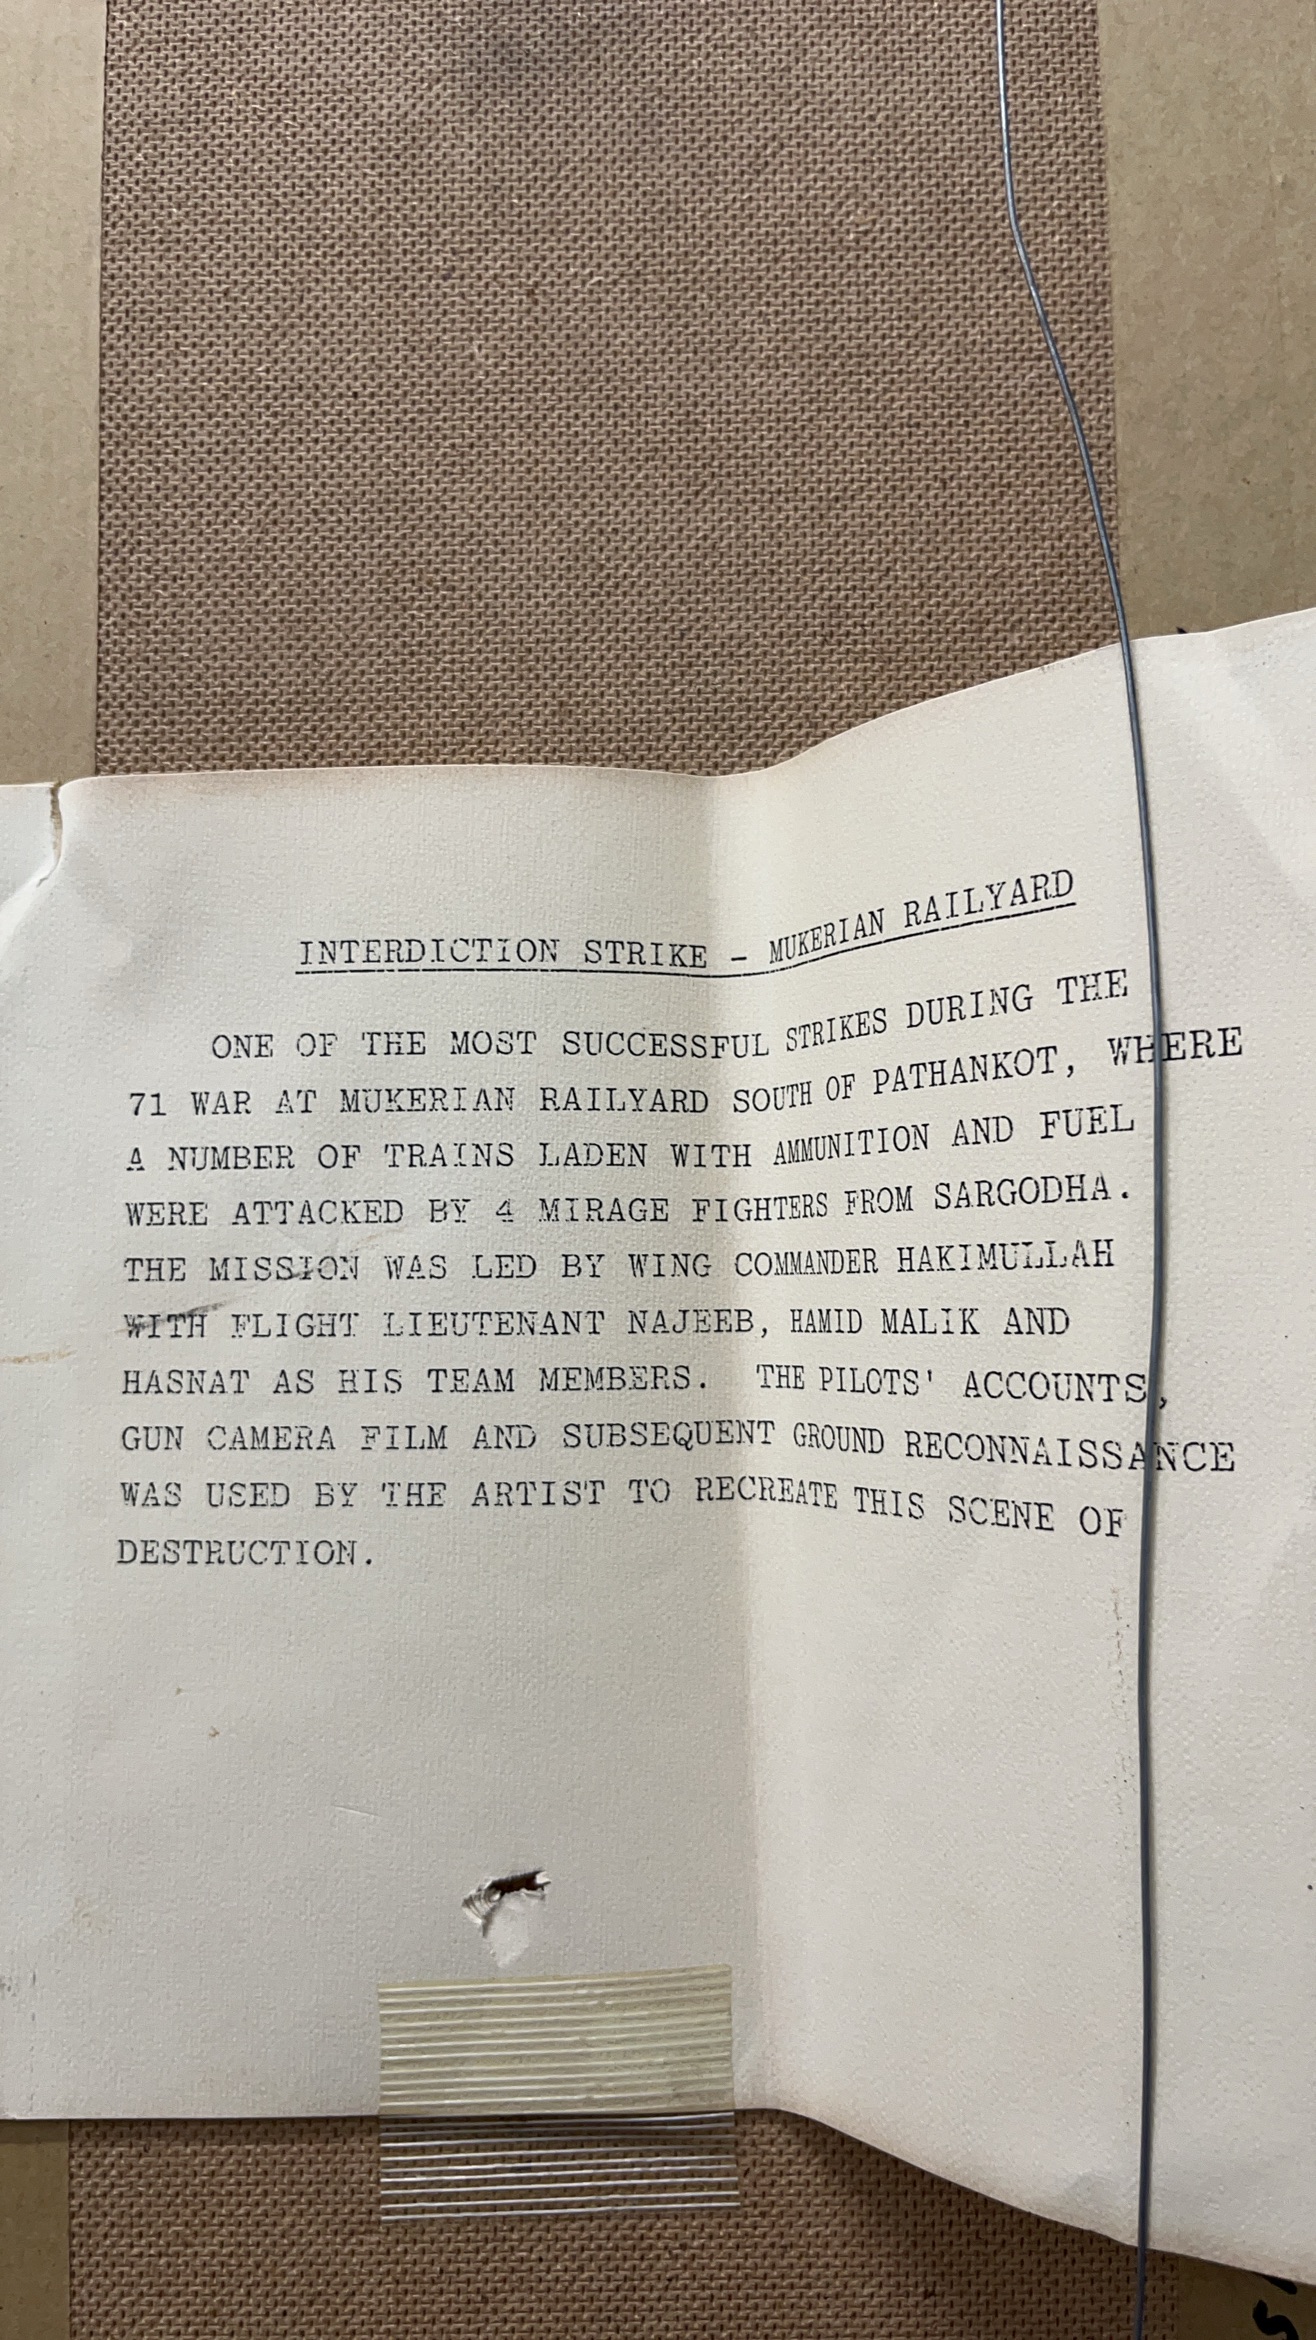 INTERDICTION STRIKE - MUKERIAN RAILYARD
ONE OF THE MOST SUCCESSFUL STRIKES DURING THE
71 WAR AT MUKERIAN RAILYARD SOUTH OF PATHANKOT, WHERE
A NUMBER OF TRAINS LADEN WITH AMMUNITION AND FUEL
WERE ATTACKED BY 4 MIRAGE FIGHTERS FROM SARGODHA.
THE MISSION WAS LED BY WING COMMANDER HAKIMULLAH
WITH FLIGHT LIEUTENANT NAJEEB, HAMID MALIK AND
HASNAT AS HIS TEAM MEMBERS. THE PILOTS' ACCOUNTS,
GUN CAMERA FILM AND SUBSEQUENT GROUND RECONNAISSANCE
WAS USED BY THE ARTIST TO RECREATE THIS SCENE OF
DESTRUCTION.